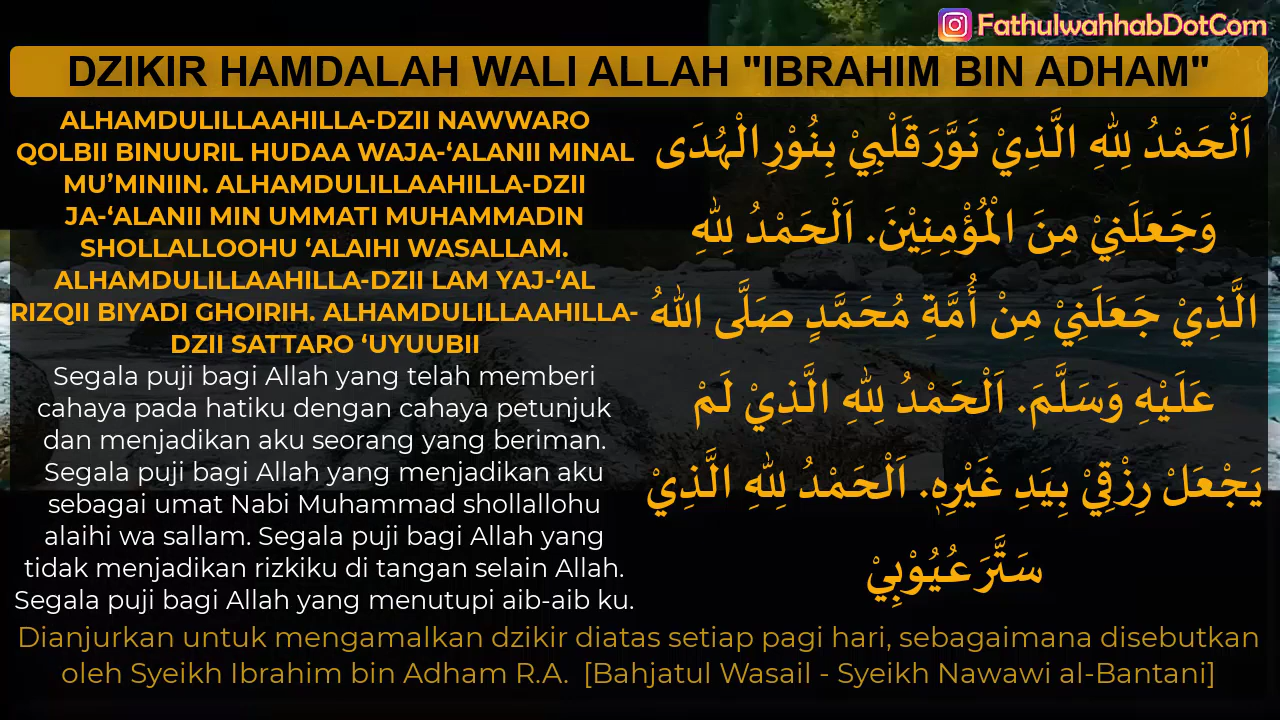 FathulwahhabDotCom
DZIKIR HAMDALAH WALI ALLAH "IBRAHIM BIN ADHAM"
ALHAMDULILLAAHILLA-DZII NAWWARO
QOLBII BINUURIL HUDAA WAJA-‘ALANII MINAL
MU’MINIIN. ALHAMDULILLAAHILLA-DZII
JA-‘ALANII MIN UMMATI MUHAMMADIN
SHOLLALLOOHU ‘ALAIHI WASALLAM.
ALHAMDULILLAAHILLA-DZII LAM YAJ-‘AL
RIZQII BIYADI GHOIRIH. ALHAMDULILLAAHILLA-
DZII SATTARO ‘UYUUBII
Segala puji bagi Allah yang telah memberi
cahaya pada hatiku dengan cahaya petunjuk
dan menjadikan aku seorang yang beriman.
Segala puji bagi Allah yang menjadikan aku
sebagai umat Nabi Muhammad shollallohu
alaihi wa sallam. Segala puji bagi Allah yang
tidak menjadikan rizkiku di tangan selain Allah.
Segala puji bagi Allah yang menutupi aib-aib ku.
اَلْحَمْدُ لِلّٰهِ الَّذِيْ نَوَّرَ قَلْبِيْ بِنُوْرِ الْهُدَى
وَجَعَلَنِيْ مِنَ الْمُؤْمِنِيْنَ. اَلْحَمْدُ لِلّٰهِ
الَّذِيْ جَعَلَنِيْ مِنْ أُمَّةِ مُحَمَّدٍ صَلَّى اللهُ
عَلَيْهِ وَسَلَّمَ. اَلْحَمْدُ لِلّٰهِ الَّذِيْ لَمْ
يَجْعَلْ رِزْقِيْ بِيَدِ غَيْرِهٖ. اَلْحَمْدُ لِلّٰهِ الَّذِيْ
سَتَّرَ عُيُوْبِيْ
Dianjurkan untuk mengamalkan dzikir diatas setiap pagi hari, sebagaimana disebutkan
oleh Syeikh Ibrahim bin Adham R.A. [Bahjatul Wasail - Syeikh Nawawi al-Bantani]